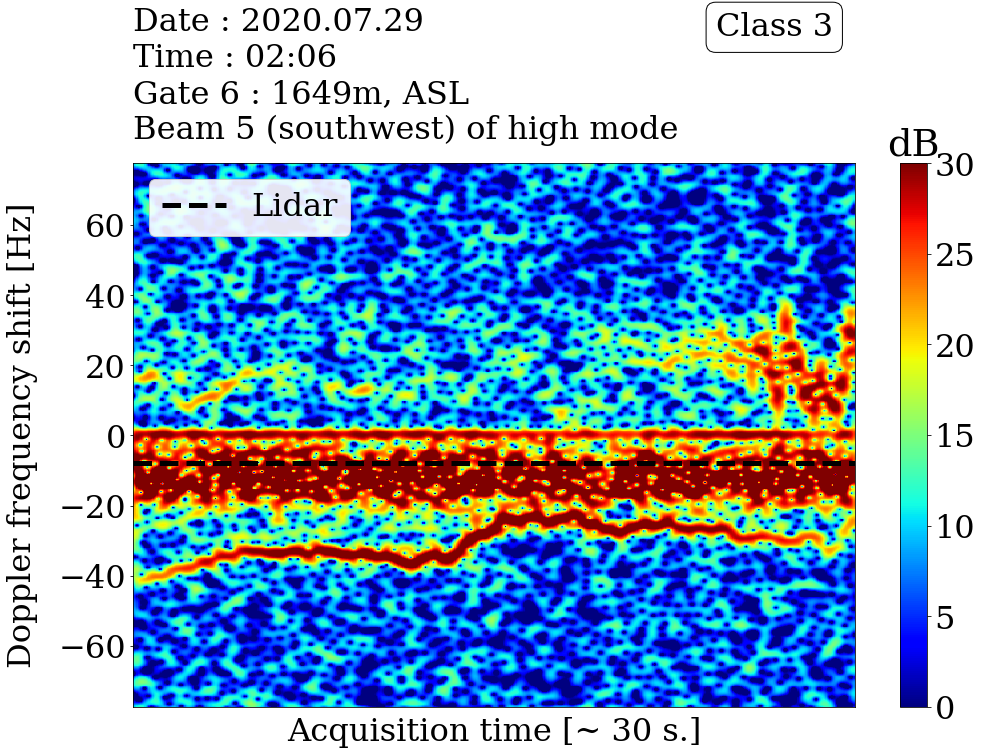 Date : 2020.07.29
Time : 02:06
Gate 6 : 1649m, ASL
Beam 5 (southwest) of high mode
Class 3
dB
Lidar
Doppler frequency shift [Hz]
60
40
20
0
−20
−40
−60
30
25
20
15
10
5
0
Acquisition time [~ 30 s.]